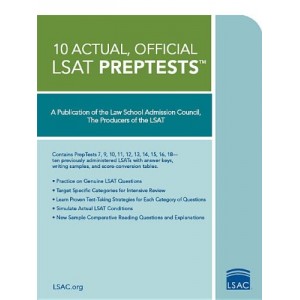 10 ACTUAL, OFFICIAL
LSAT PREPTESTS™
A Publication of the Law School Admission Council,
The Producers of the LSAT
Contains PrepTests 7, 9, 10, 11, 12, 13, 14, 15, 16, 18—
ten previously administered LSATs with answer keys,
writing samples, and score conversion tables.
• Practice on Genuine LSAT Questions
• Target Specific Categories for Intensive Review
• Learn Proven Test-Taking Strategies for Each Category of Questions
• Simulate Actual LSAT Conditions
• New Sample Comparative Reading Questions and Explanations
LSAC.org
LSAC